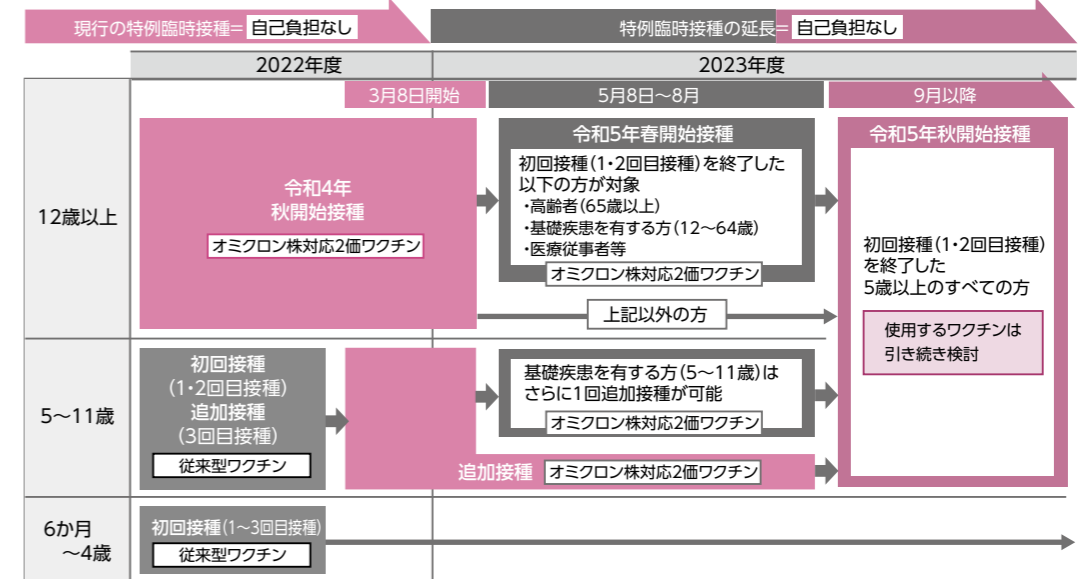 現行の特例臨時接種= 自己負担なし
特例臨時接種の延長= 自己負担なし
2022年度
2023年度
3月8日開始
5月8日～8月
9月以降
12歳以上
令和4年
秋開始接種
オミクロン株対応2価ワクチン
令和5年春開始接種
初回接種(1・2回目接種)を終了した
以下の方が対象
・高齢者(65歳以上)
・基礎疾患を有する方(12～64歳)
・医療従事者等
オミクロン株対応2価ワクチン
上記以外の方
令和5年秋開始接種
初回接種(1・2回目接種)
を終了した
5歳以上のすべての方
使用するワクチンは
引き続き検討
5～11歳
初回接種
(1・2回目接種)
追加接種
(3回目接種)
従来型ワクチン
基礎疾患を有する方(5～11歳)は
さらに1回追加接種が可能
オミクロン株対応2価ワクチン
追加接種 オミクロン株対応2価ワクチン
6か月
～4歳
初回接種(1～3回目接種)
従来型ワクチン